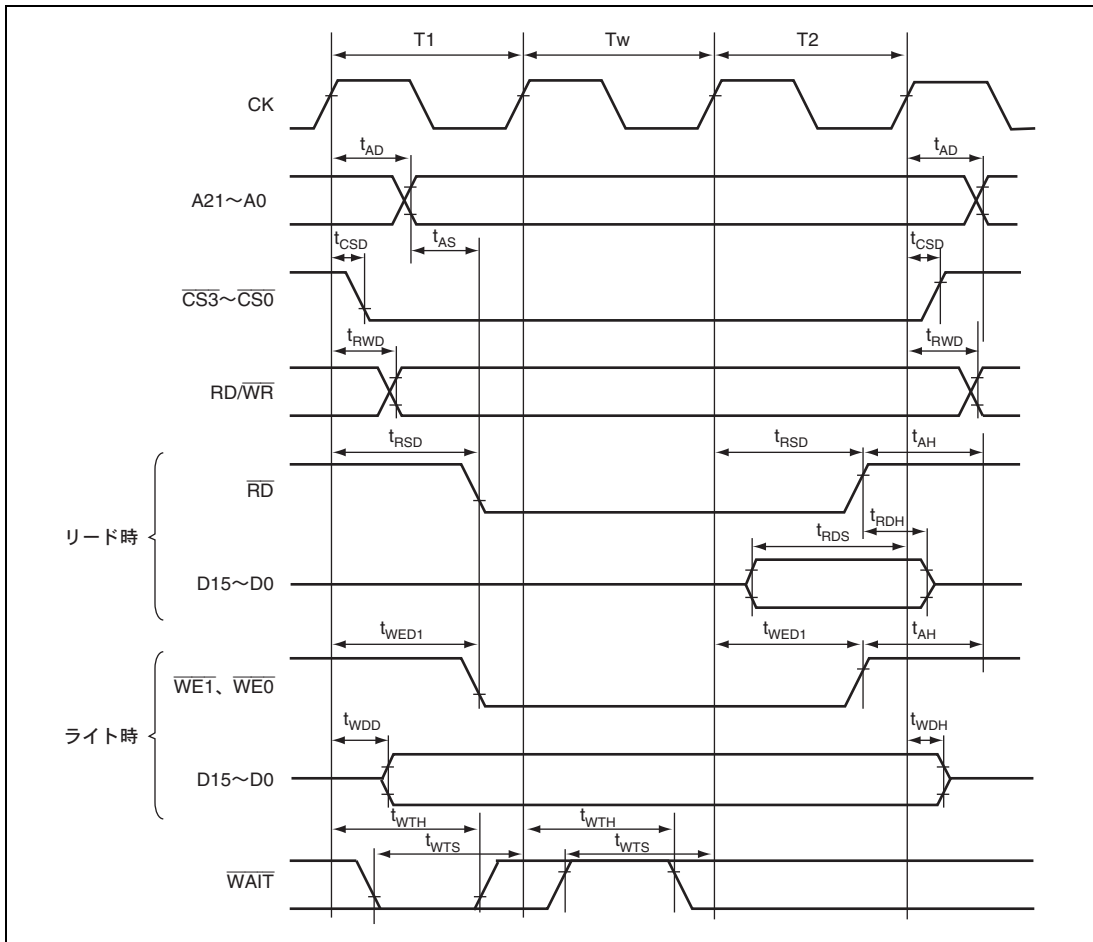 T1 Tw T2
CK
tAD tAD
A21～A0
tCSD tAS tCSD
CS3～CS0
tRWD tRWD
RD/WR
tRSD tRSD tAH
RD
リード時
tRDS tRDH
D15～D0
tWED1 tWED1 tAH
WE1、WE0
ライト時
tWDD tWDH
D15～D0
tWTH tWTH
tWTS tWTS
WAIT